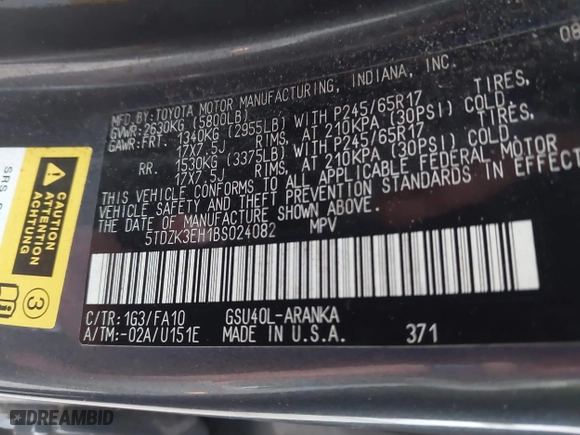 08
MFD.BY:TOYOTA MOTOR MANUFACTURING, INDIANA, INC.
GVWR:2630KG (5800LB)
GAWR:FRT. 1340KG (2955LB) WITH P245/65R17 TIRES,
17X7.5J RIMS, AT 210KPA (30PSI) COLD.
RR. 1530KG (3375LB) WITH P245/65R17 TIRES,
17X7.5J RIMS, AT 210KPA (30PSI) COLD.
THIS VEHICLE CONFORMS TO ALL APPLICABLE FEDERAL MOTOR
VEHICLE SAFETY AND THEFT PREVENTION STANDARDS IN EFFECT
THE DATE OF MANUFACTURE SHOWN ABOVE.
5TDZK3EH1BS024082 MPV
C/TR:1G3/FA10 GSU40L-ARANKA
A/TM:-02A/U151E MADE IN U.S.A. 371
SRS
CAUTION
ATTENTION
ACHTUNG
3
DREAMBID